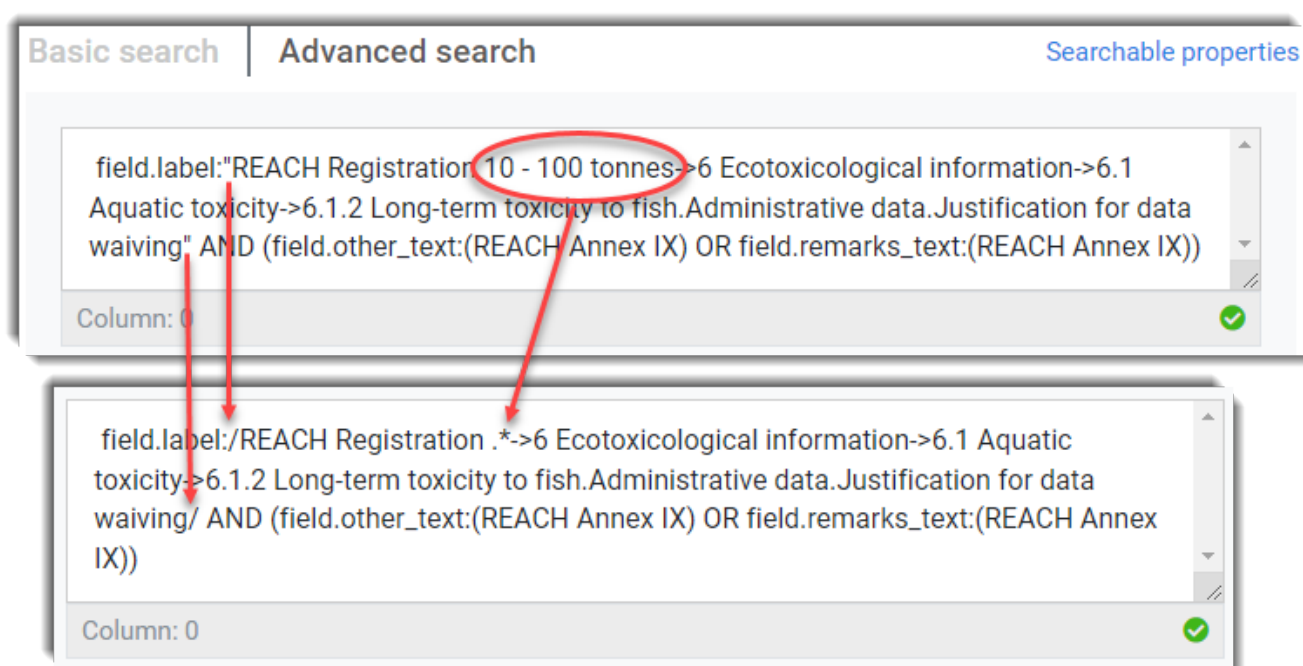 Basic search | Advanced search Searchable properties
field.label:"REACH Registration 10 - 100 tonnes->6 Ecotoxicological information->6.1
Aquatic toxicity->6.1.2 Long-term toxicity to fish.Administrative data.Justification for data
waiving" AND (field.other_text:(REACH Annex IX) OR field.remarks_text:(REACH Annex IX))
Column: 0
field.label:/REACH Registration .*->6 Ecotoxicological information->6.1 Aquatic
toxicity->6.1.2 Long-term toxicity to fish.Administrative data.Justification for data
waiving/ AND (field.other_text:(REACH Annex IX) OR field.remarks_text:(REACH Annex
IX))
Column: 0